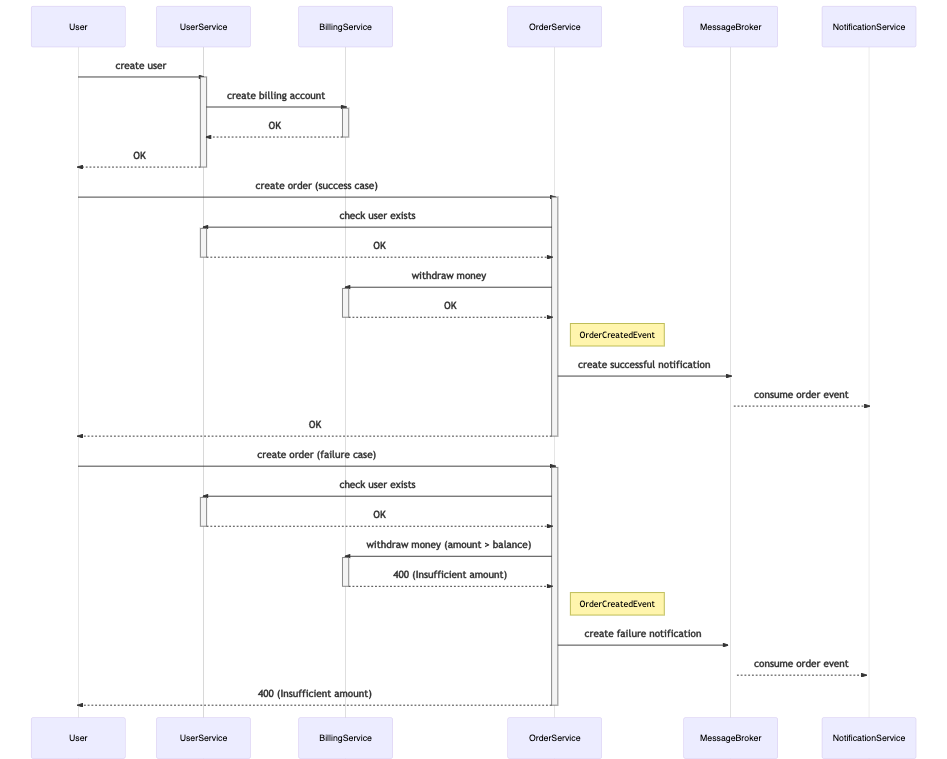 User UserService BillingService OrderService MessageBroker NotificationService
create user
create billing account
OK
OK
create order (success case)
check user exists
OK
withdraw money
OK
OrderCreatedEvent
create successful notification
consume order event
OK
create order (failure case)
check user exists
OK
withdraw money (amount > balance)
400 (Insufficient amount)
OrderCreatedEvent
create failure notification
consume order event
400 (Insufficient amount)
User UserService BillingService OrderService MessageBroker NotificationService